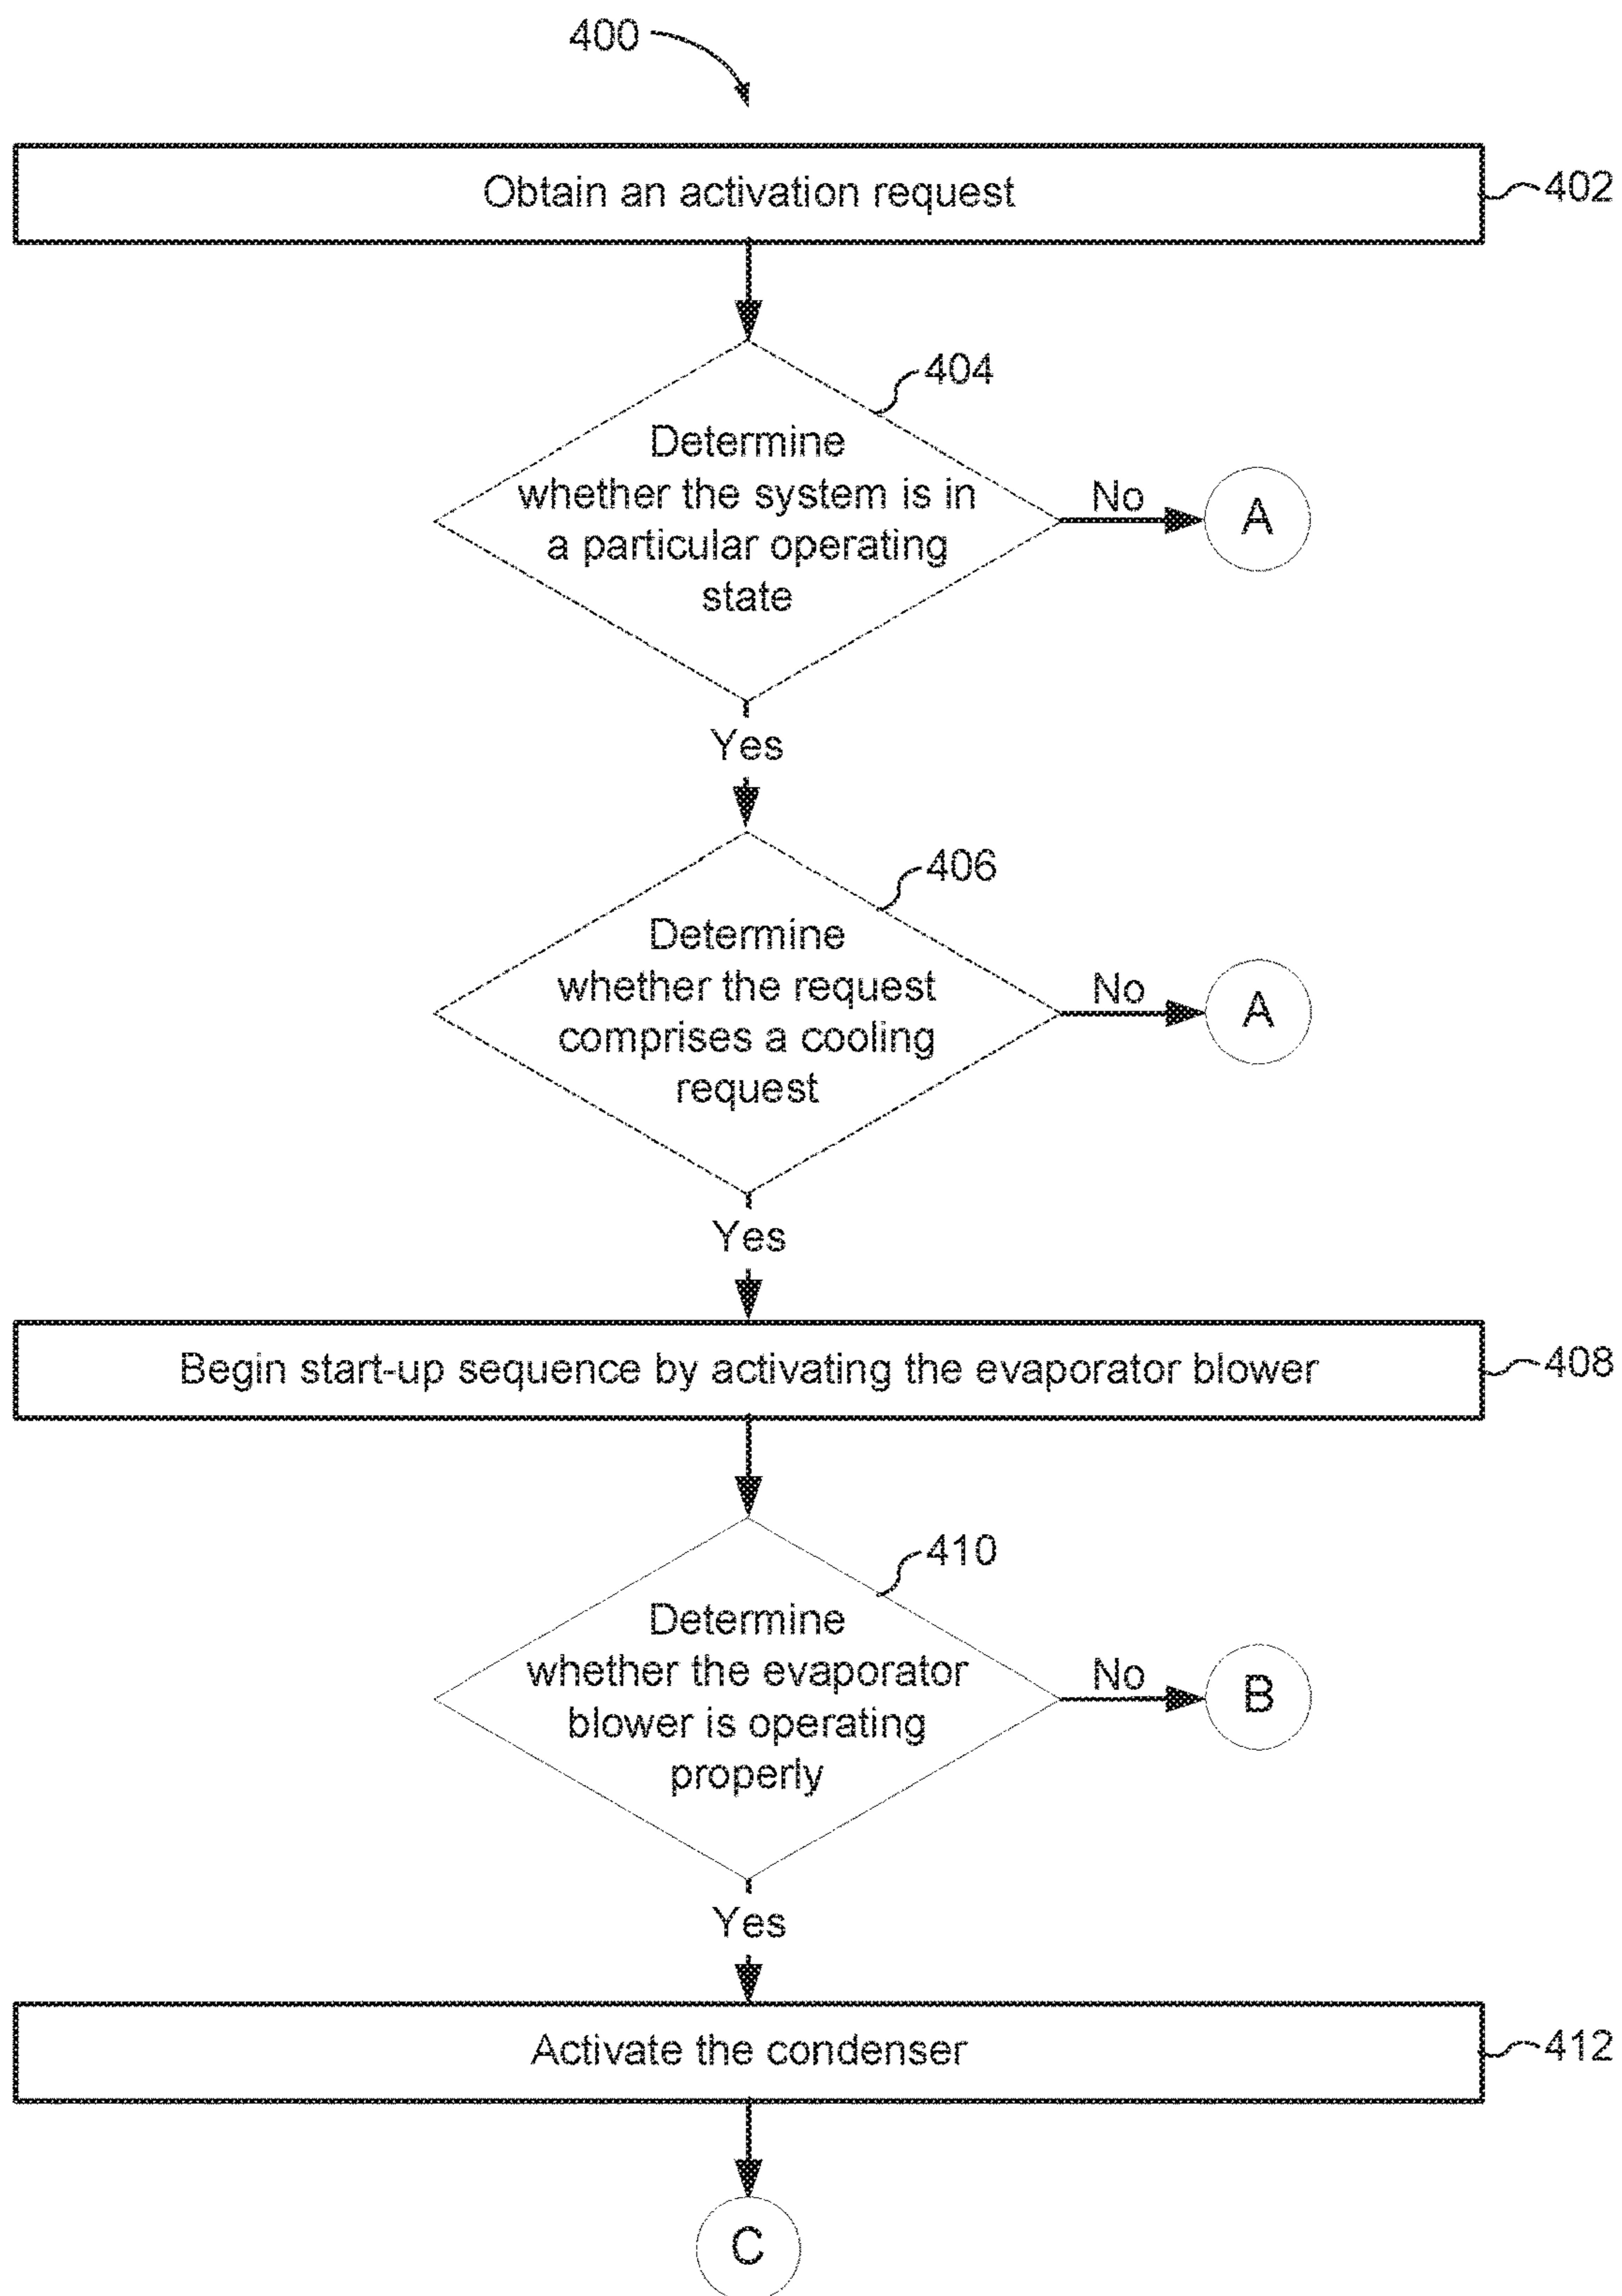 400
Obtain an activation request
402
404
Determine
whether the system is in
a particular operating
state
No
A
Yes
406
Determine
whether the request
comprises a cooling
request
No
A
Yes
Begin start-up sequence by activating the evaporator blower
408
410
Determine
whether the evaporator
blower is operating
properly
No
B
Yes
Activate the condenser
412
C